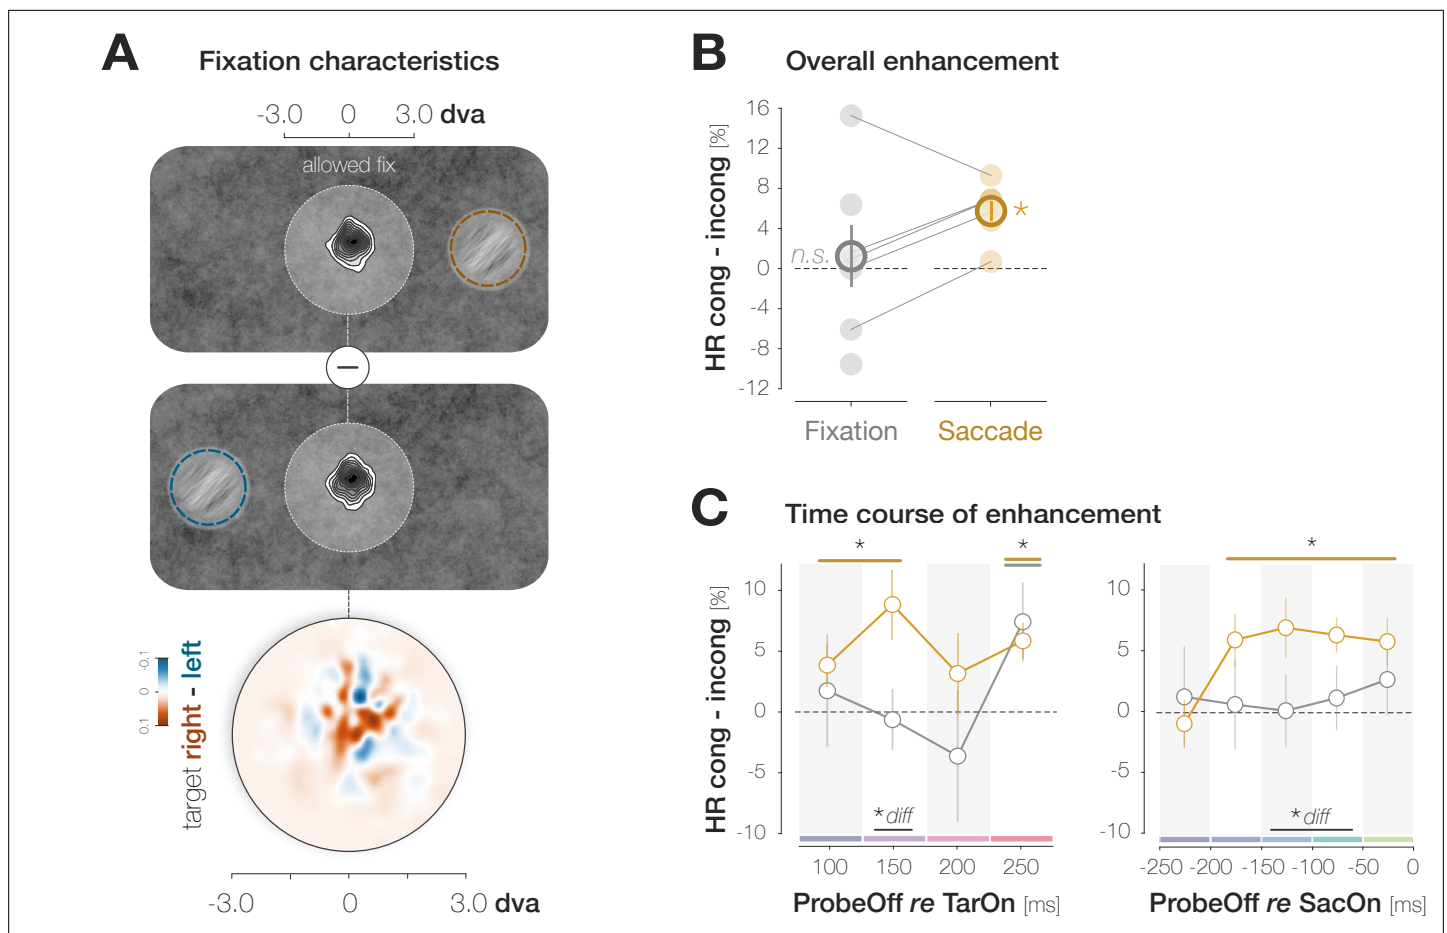 A Fixation characteristics
-3.0 0 3.0 dva
allowed fix
−
-0.1
0
0.1
target right - left
-3.0 0 3.0 dva
B Overall enhancement
HR cong - incong [%]
16
12
8
4
0
-4
-8
-12
n.s.
*
Fixation Saccade
C Time course of enhancement
HR cong - incong [%]
* *
10
5
0
-5
-10
* diff
100 150 200 250
ProbeOff re TarOn [ms]
*
10
5
0
-5
-10
* diff
-250 -200 -150 -100 -50 0
ProbeOff re SacOn [ms]